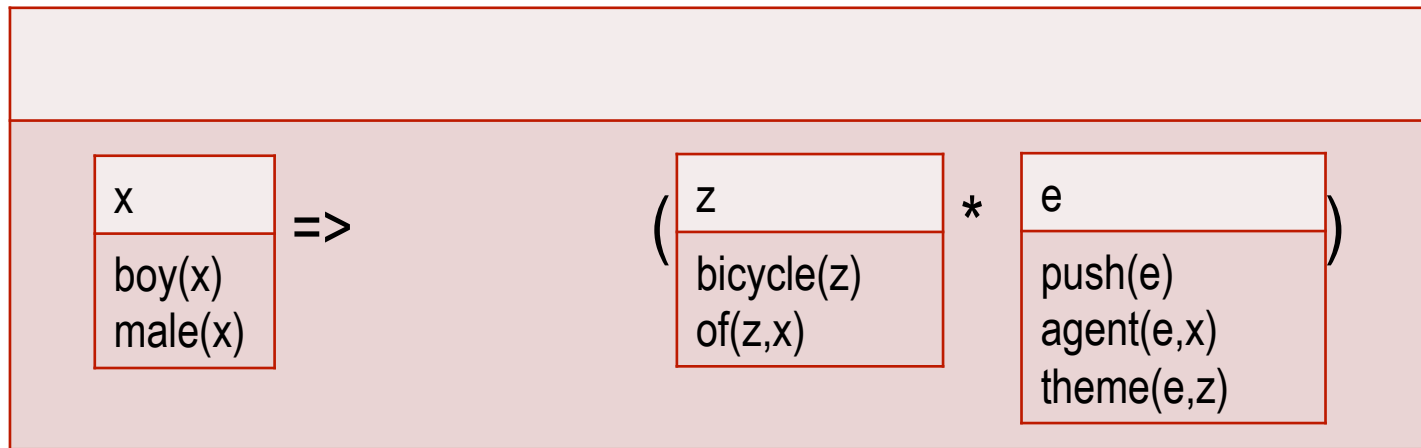 x
boy(x)
male(x)
=>
(
z
bicycle(z)
of(z,x)
*
e
push(e)
agent(e,x)
theme(e,z)
)